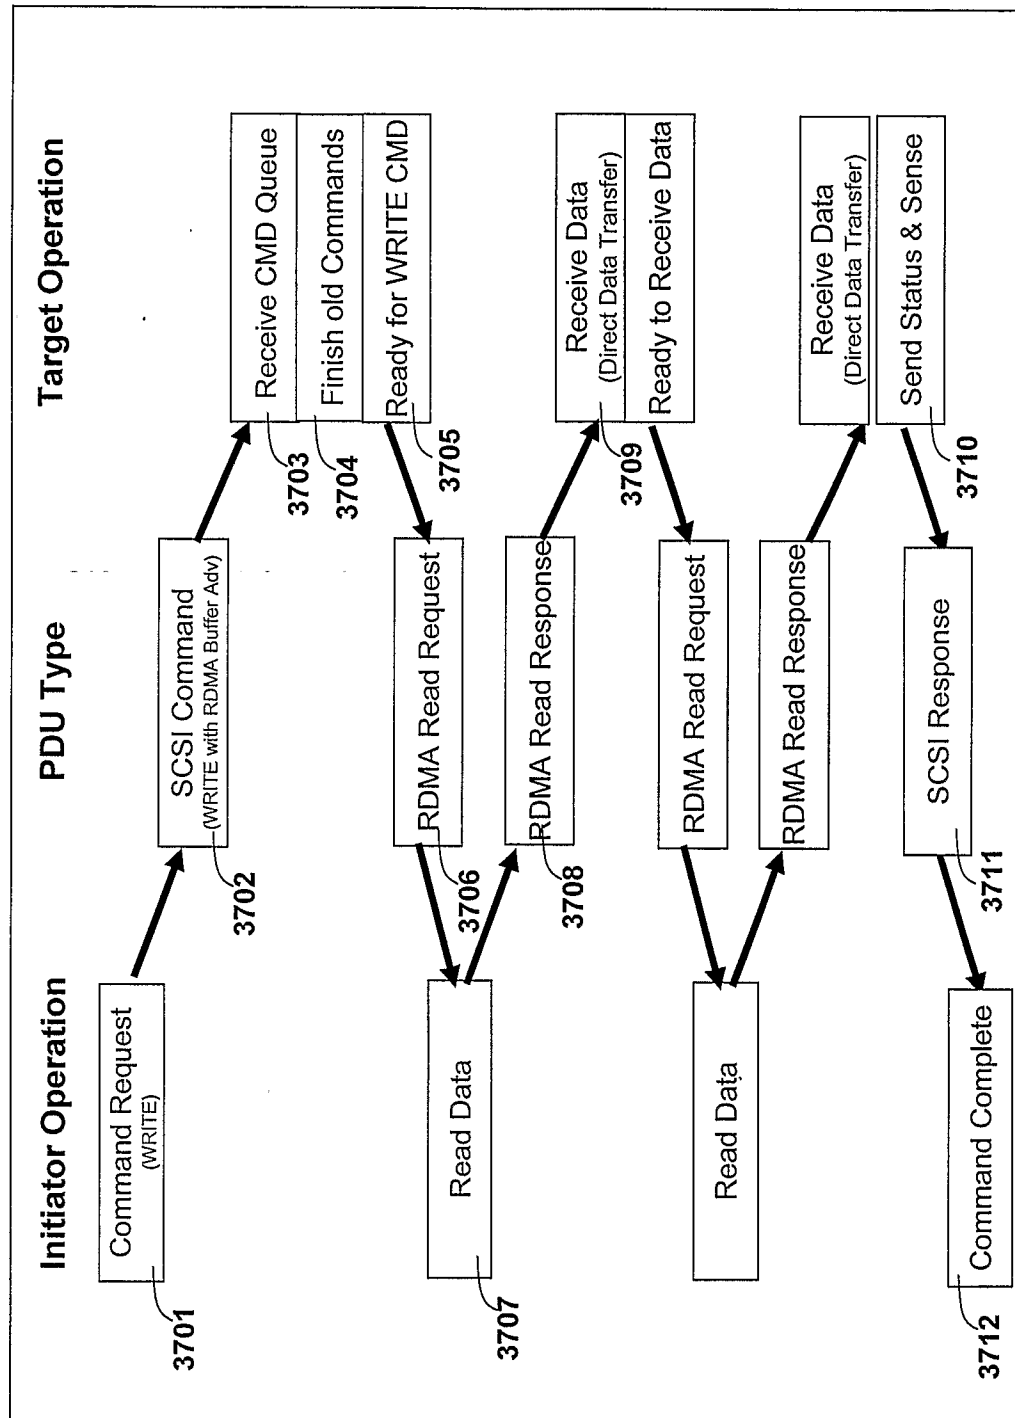 Initiator Operation
PDU Type
Target Operation
Command Request
(WRITE)
3701
SCSI Command
(WRITE with RDMA Buffer Adv)
3702
Receive CMD Queue
3703
Finish old Commands
3704
Ready for WRITE CMD
3705
RDMA Read Request
3706
Read Data
3707
RDMA Read Response
3708
Receive Data
(Direct Data Transfer)
3709
Ready to Receive Data
RDMA Read Request
Read Data
RDMA Read Response
Receive Data
(Direct Data Transfer)
Send Status & Sense
3710
SCSI Response
3711
Command Complete
3712